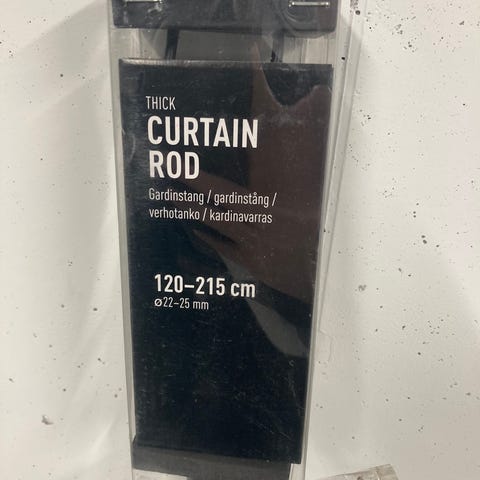 THICK
CURTAIN
ROD
Gardinstang / gardinstång /
verhotanko / kardinavarras
120–215 cm
⌀22–25 mm